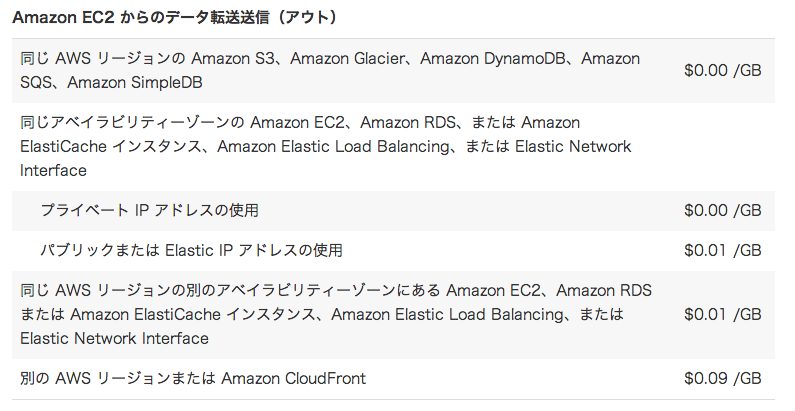 Amazon EC2 からのデータ転送送信（アウト）
同じ AWS リージョンの Amazon S3、Amazon Glacier、Amazon DynamoDB、Amazon
SQS、Amazon SimpleDB
$0.00 /GB
同じアベイラビリティーゾーンの Amazon EC2、Amazon RDS、または Amazon
ElastiCache インスタンス、Amazon Elastic Load Balancing、または Elastic Network
Interface
プライベート IP アドレスの使用
$0.00 /GB
パブリックまたは Elastic IP アドレスの使用
$0.01 /GB
同じ AWS リージョンの別のアベイラビリティーゾーンにある Amazon EC2、Amazon RDS
または Amazon ElastiCache インスタンス、Amazon Elastic Load Balancing、または
Elastic Network Interface
$0.01 /GB
別の AWS リージョンまたは Amazon CloudFront
$0.09 /GB